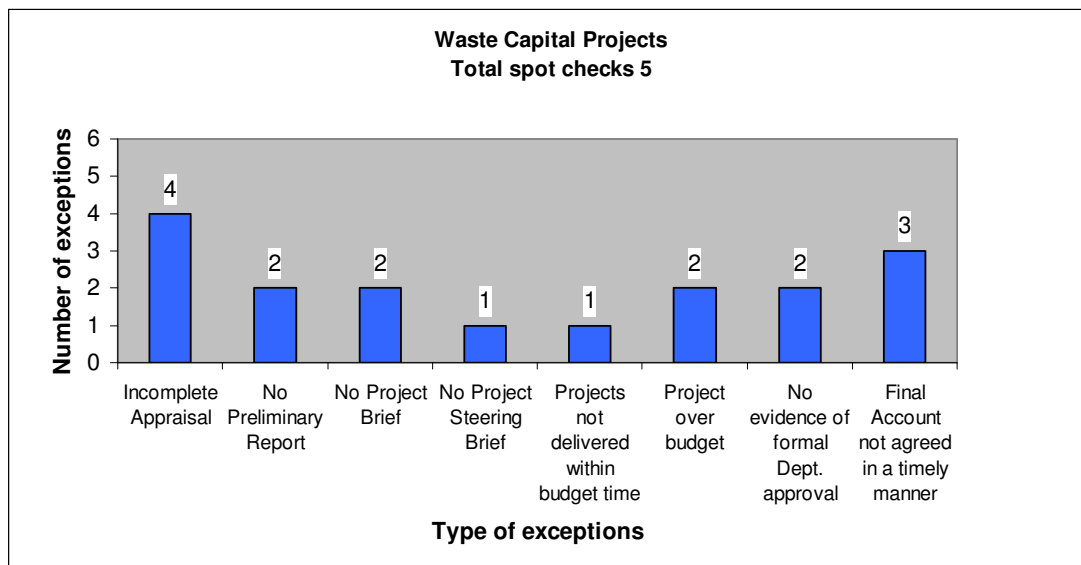 Waste Capital Projects
Total spot checks 5
Number of exceptions
6
5
4
3
2
1
0
4
2
2
1
1
2
2
3
Incomplete
Appraisal
No
Preliminary
Report
No Project
Brief
No Project
Steering
Brief
Projects
not
delivered
within
budget time
Project
over
budget
No
evidence of
formal
Dept.
approval
Final
Account
not agreed
in a timely
manner
Type of exceptions